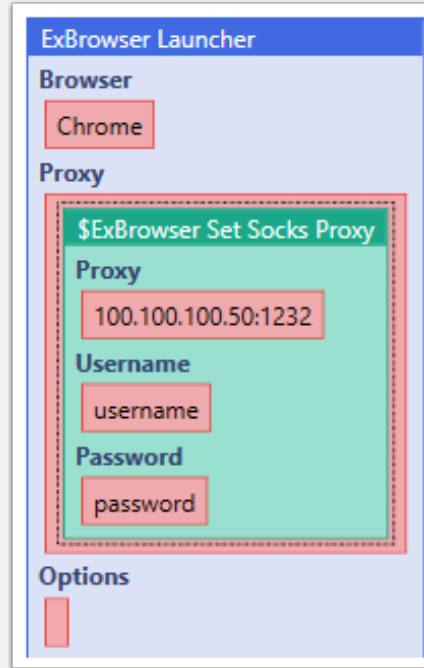 ExBrowser Launcher
Browser
Chrome
Proxy
$ExBrowser Set Socks Proxy
Proxy
100.100.100.50:1232
Username
username
Password
password
Options